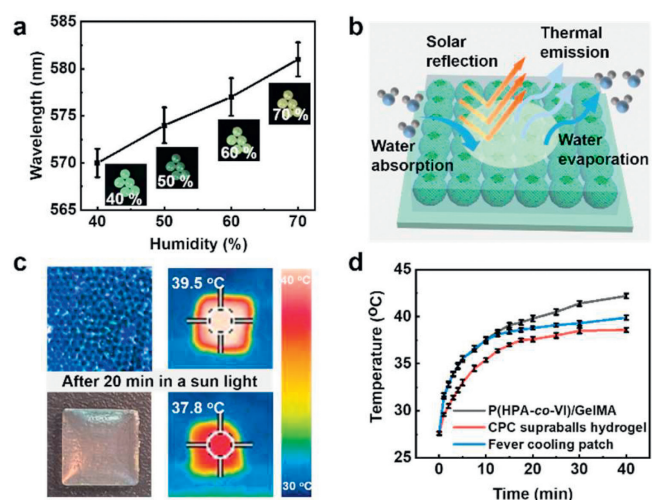 a
Wavelength (nm)
585
580
575
570
565
40
50
60
70
Humidity (%)
40 %
50 %
60 %
70 %
b
Solar
reflection
Thermal
emission
Water
absorption
Water
evaporation
c
39.5 °C
After 20 min in a sun light
37.8 °C
40 °C
30 °C
d
Temperature (°C)
45
40
35
30
25
P(HPA-co-VI)/GelMA
CPC supraballs hydrogel
Fever cooling patch
0
10
20
30
40
Time (min)